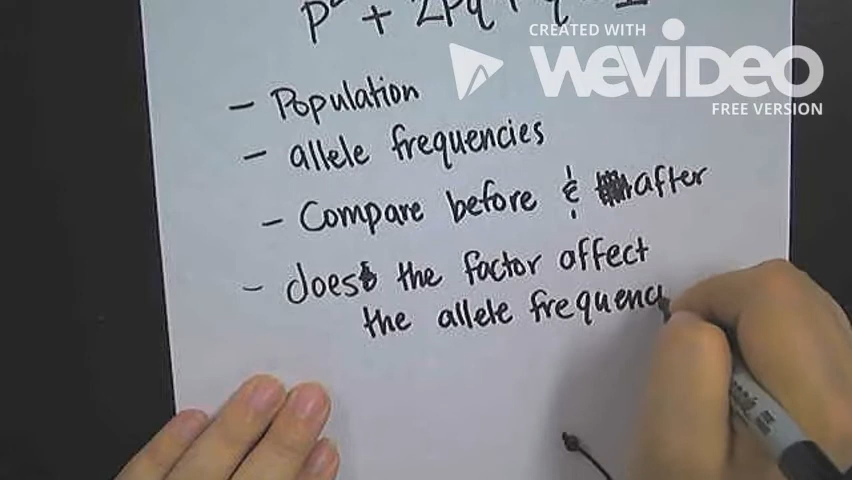 p² + 2pq + q
CREATED WITH
WEVIDEO
FREE VERSION
- Population
- allele frequencies
- Compare before & after
- does the factor affect
the allele frequenc